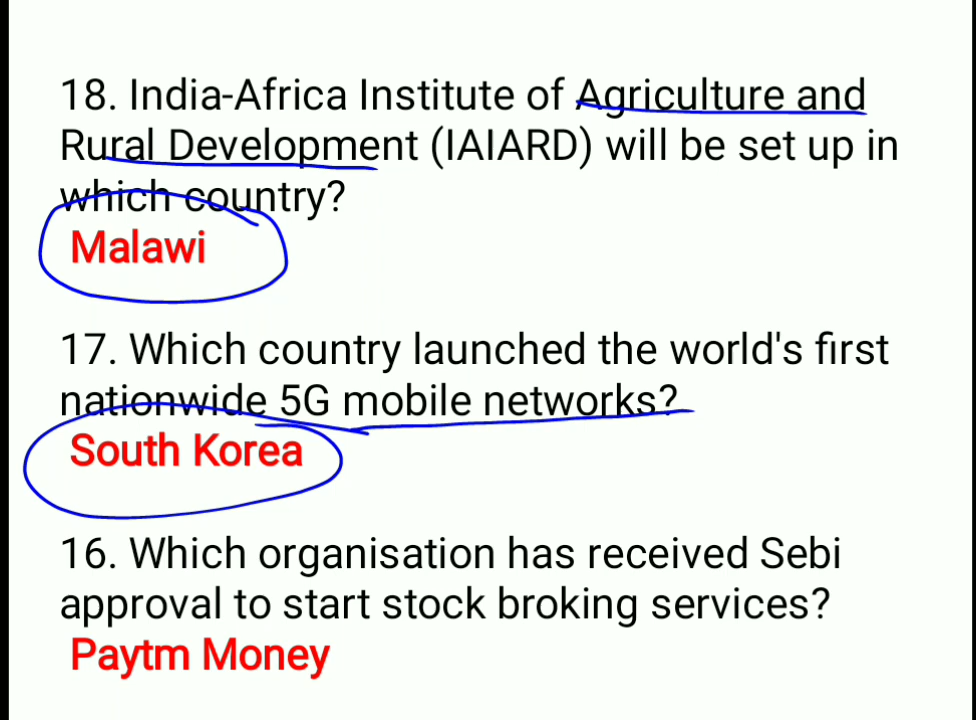 18. India-Africa Institute of Agriculture and
Rural Development (IAIARD) will be set up in
which country?
Malawi
17. Which country launched the world's first
nationwide 5G mobile networks?
South Korea
16. Which organisation has received Sebi
approval to start stock broking services?
Paytm Money